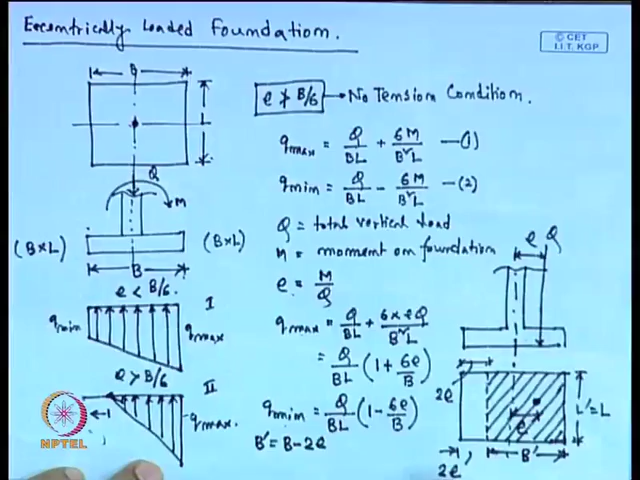 Eccentrically Loaded Foundation.
© CET
I.I.T. KGP
B
L
e ≯ B/6 → No Tension Condition.
qmax = Q/BL + 6M/B²L —(1)
qmin = Q/BL - 6M/B²L —(2)
Q
M
(B×L)
(B×L)
B
Q = total vertical load
M = moment on foundation
e = M/Q
e < B/6.
I
qmin
qmax
qmax = Q/BL + 6×eQ/B²L
= Q/BL (1 + 6e/B)
e > B/6
II
qmax.
qmin = Q/BL (1 - 6e/B)
B' = B - 2e
e
Q
2e
L' = L
e
2e
B'
NPTEL